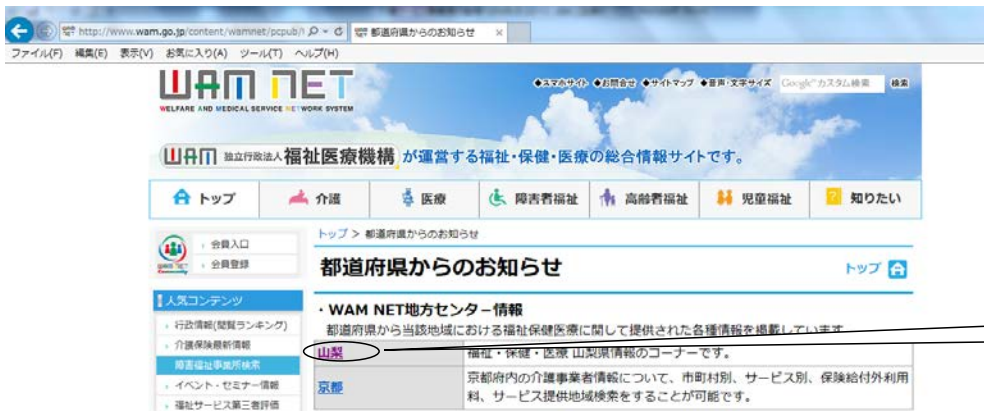 http://www.wam.go.jp/content/wamnet/pcpub/
都道府県からのお知らせ
ファイル(F) 編集(E) 表示(V) お気に入り(A) ツール(T) ヘルプ(H)
WAM NET
WELFARE AND MEDICAL SERVICE NETWORK SYSTEM
◆スマホサイト ◆お問合せ ◆サイトマップ ◆音声・文字サイズ Google カスタム検索 検索
WAM 独立行政法人福祉医療機構 が運営する福祉・保健・医療の総合情報サイトです。
トップ 介護 医療 障害者福祉 高齢者福祉 児童福祉 知りたい
会員入口
会員登録
トップ > 都道府県からのお知らせ
都道府県からのお知らせ
トップ
人気コンテンツ
行政情報(閲覧ランキング)
介護保険最新情報
障害福祉事業所検索
イベント・セミナー情報
福祉サービス第三者評価
・WAM NET地方センター情報
都道府県から当該地域における福祉保健医療に関して提供された各種情報を掲載しています。
山梨
福祉・保健・医療 山梨県情報のコーナーです。
京都
京都府内の介護事業者情報について、市町村別、サービス別、保険給付外利用
料、サービス提供地域検索をすることが可能です。